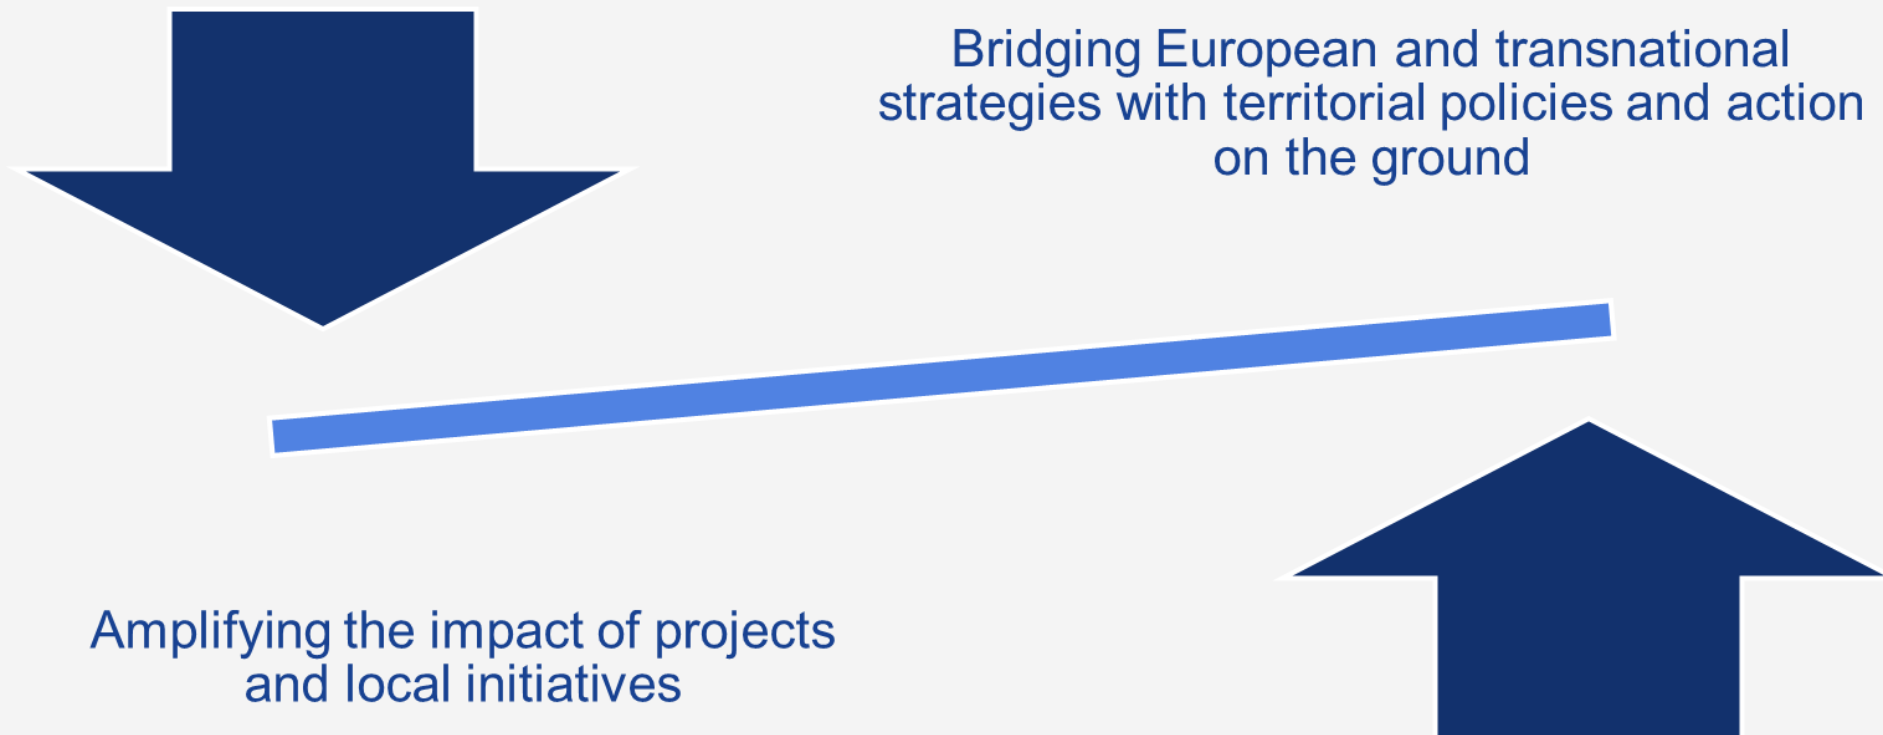 Bridging European and transnational
strategies with territorial policies and action
on the ground
Amplifying the impact of projects
and local initiatives